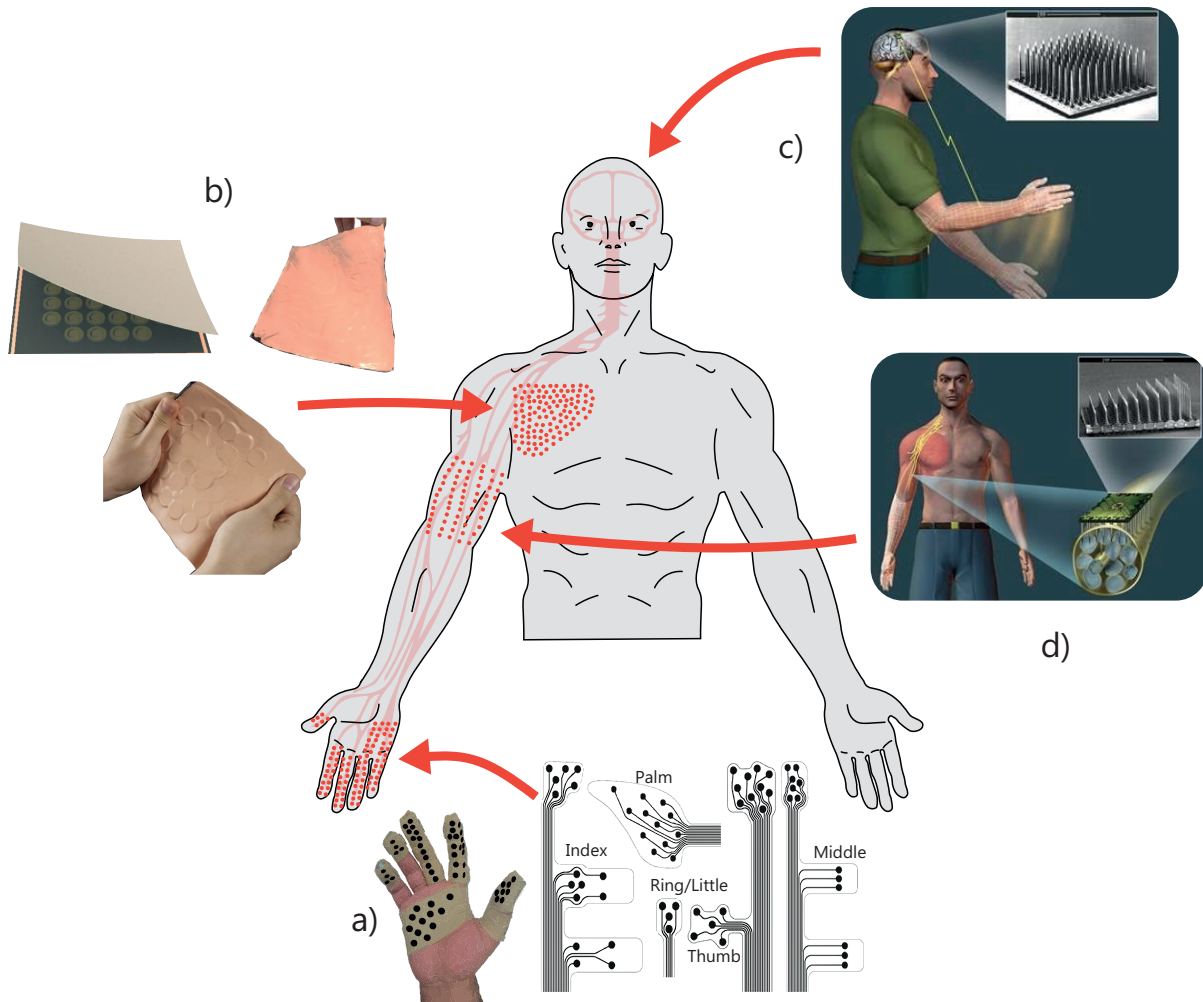 c)
b)
d)
Palm
Index
Middle
Ring/Little
a)
Thumb